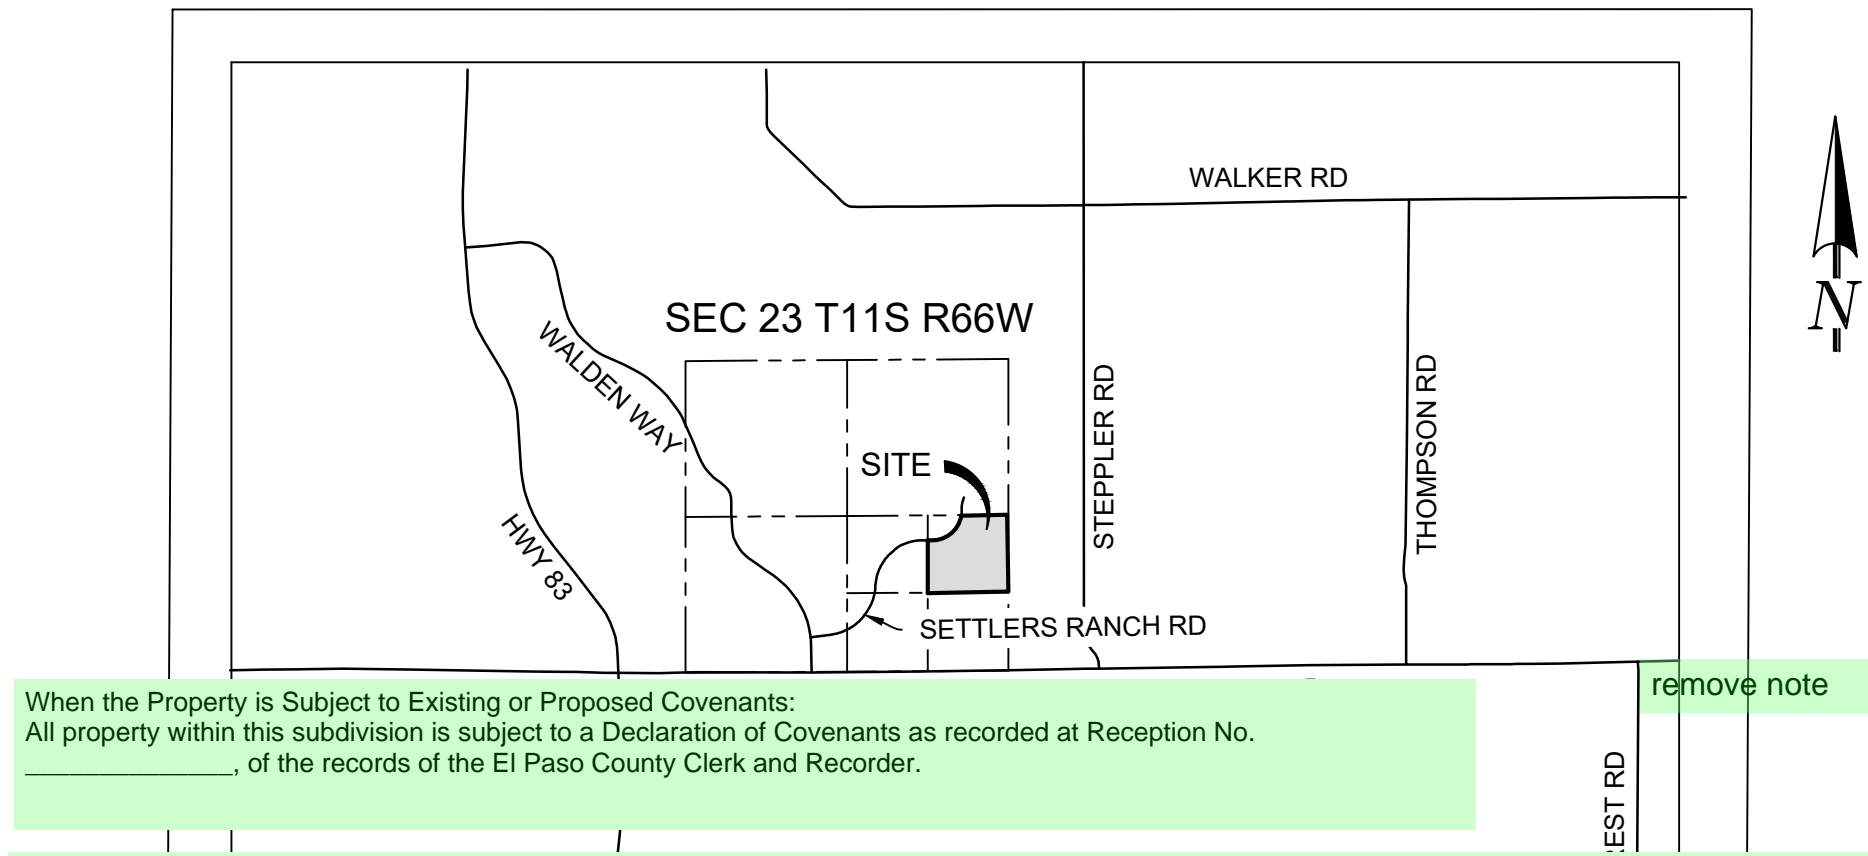 WALKER RD
N
SEC 23 T11S R66W
WALDEN WAY
STEPPLER RD
THOMPSON RD
SITE
HWY 83
SETTLERS RANCH RD
remove note
When the Property is Subject to Existing or Proposed Covenants:
All property within this subdivision is subject to a Declaration of Covenants as recorded at Reception No.
_______________, of the records of the El Paso County Clerk and Recorder.
RD